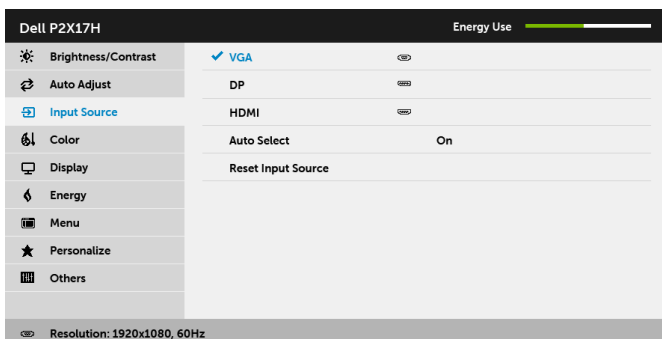 Dell P2X17H Energy Use
Brightness/Contrast VGA
Auto Adjust DP
Input Source HDMI
Color Auto Select On
Display Reset Input Source
Energy
Menu
Personalize
Others
Resolution: 1920x1080, 60Hz